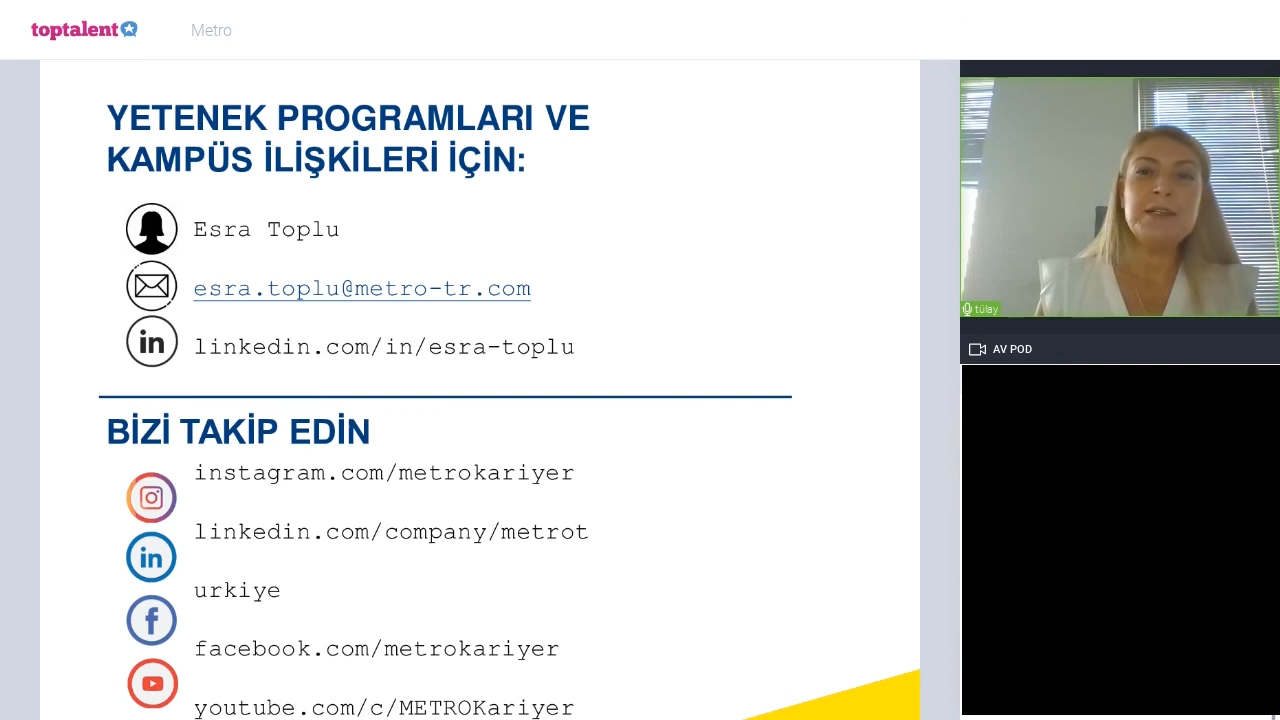 toptalent
Metro
YETENEK PROGRAMLARI VE
KAMPÜS İLİŞKİLERİ İÇİN:
Esra Toplu
esra.toplu@metro-tr.com
linkedin.com/in/esra-toplu
BİZİ TAKİP EDİN
instagram.com/metrokariyer
linkedin.com/company/metrot
urkiye
facebook.com/metrokariyer
youtube.com/c/METROKariyer
tülay
AV POD